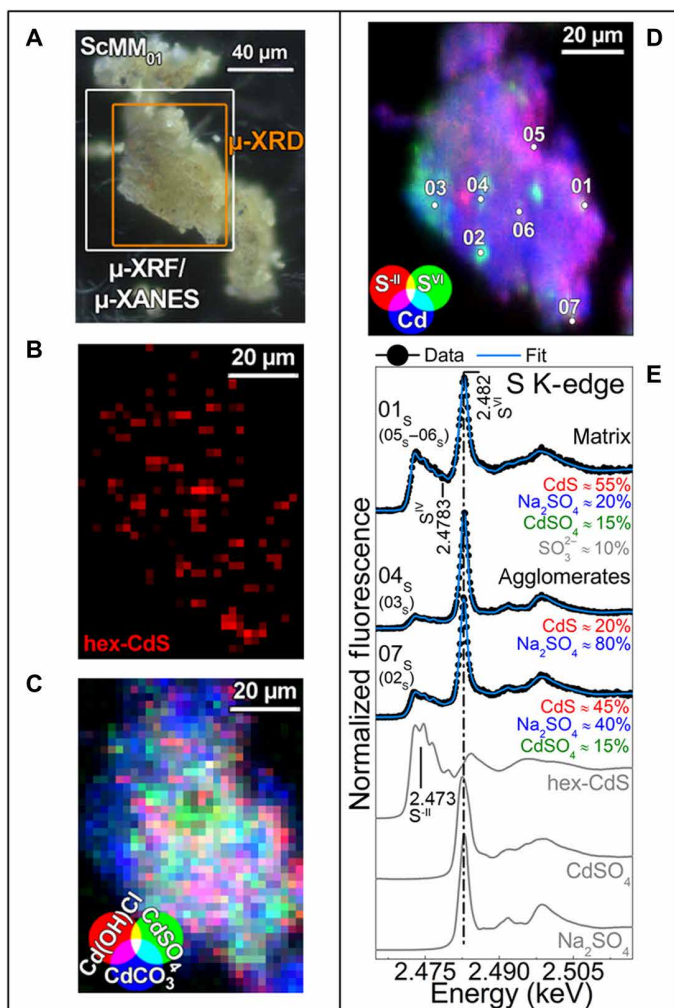 A
ScMM₀₁
40 µm
µ-XRD
µ-XRF/
µ-XANES
B
20 µm
hex-CdS
C
20 µm
Cd(OH)Cl
CdSO₄
CdCO₃
20 µm
D
05
03
04
01
06
02
07
S⁻ᴵᴵ
Sⱽᴵ
Cd
Data
Fit
S K-edge
E
2.482
Sⱽᴵ
01ₛ
(05ₛ–06ₛ)
Matrix
Sᴵⱽ
2.4783
CdS ≈ 55%
Na₂SO₄ ≈ 20%
CdSO₄ ≈ 15%
SO₃²⁻ ≈ 10%
04ₛ
(03ₛ)
Agglomerates
CdS ≈ 20%
Na₂SO₄ ≈ 80%
07ₛ
(02ₛ)
CdS ≈ 45%
Na₂SO₄ ≈ 40%
CdSO₄ ≈ 15%
hex-CdS
2.473
S⁻ᴵᴵ
CdSO₄
Na₂SO₄
Normalized fluorescence
2.475 2.490 2.505
Energy (keV)